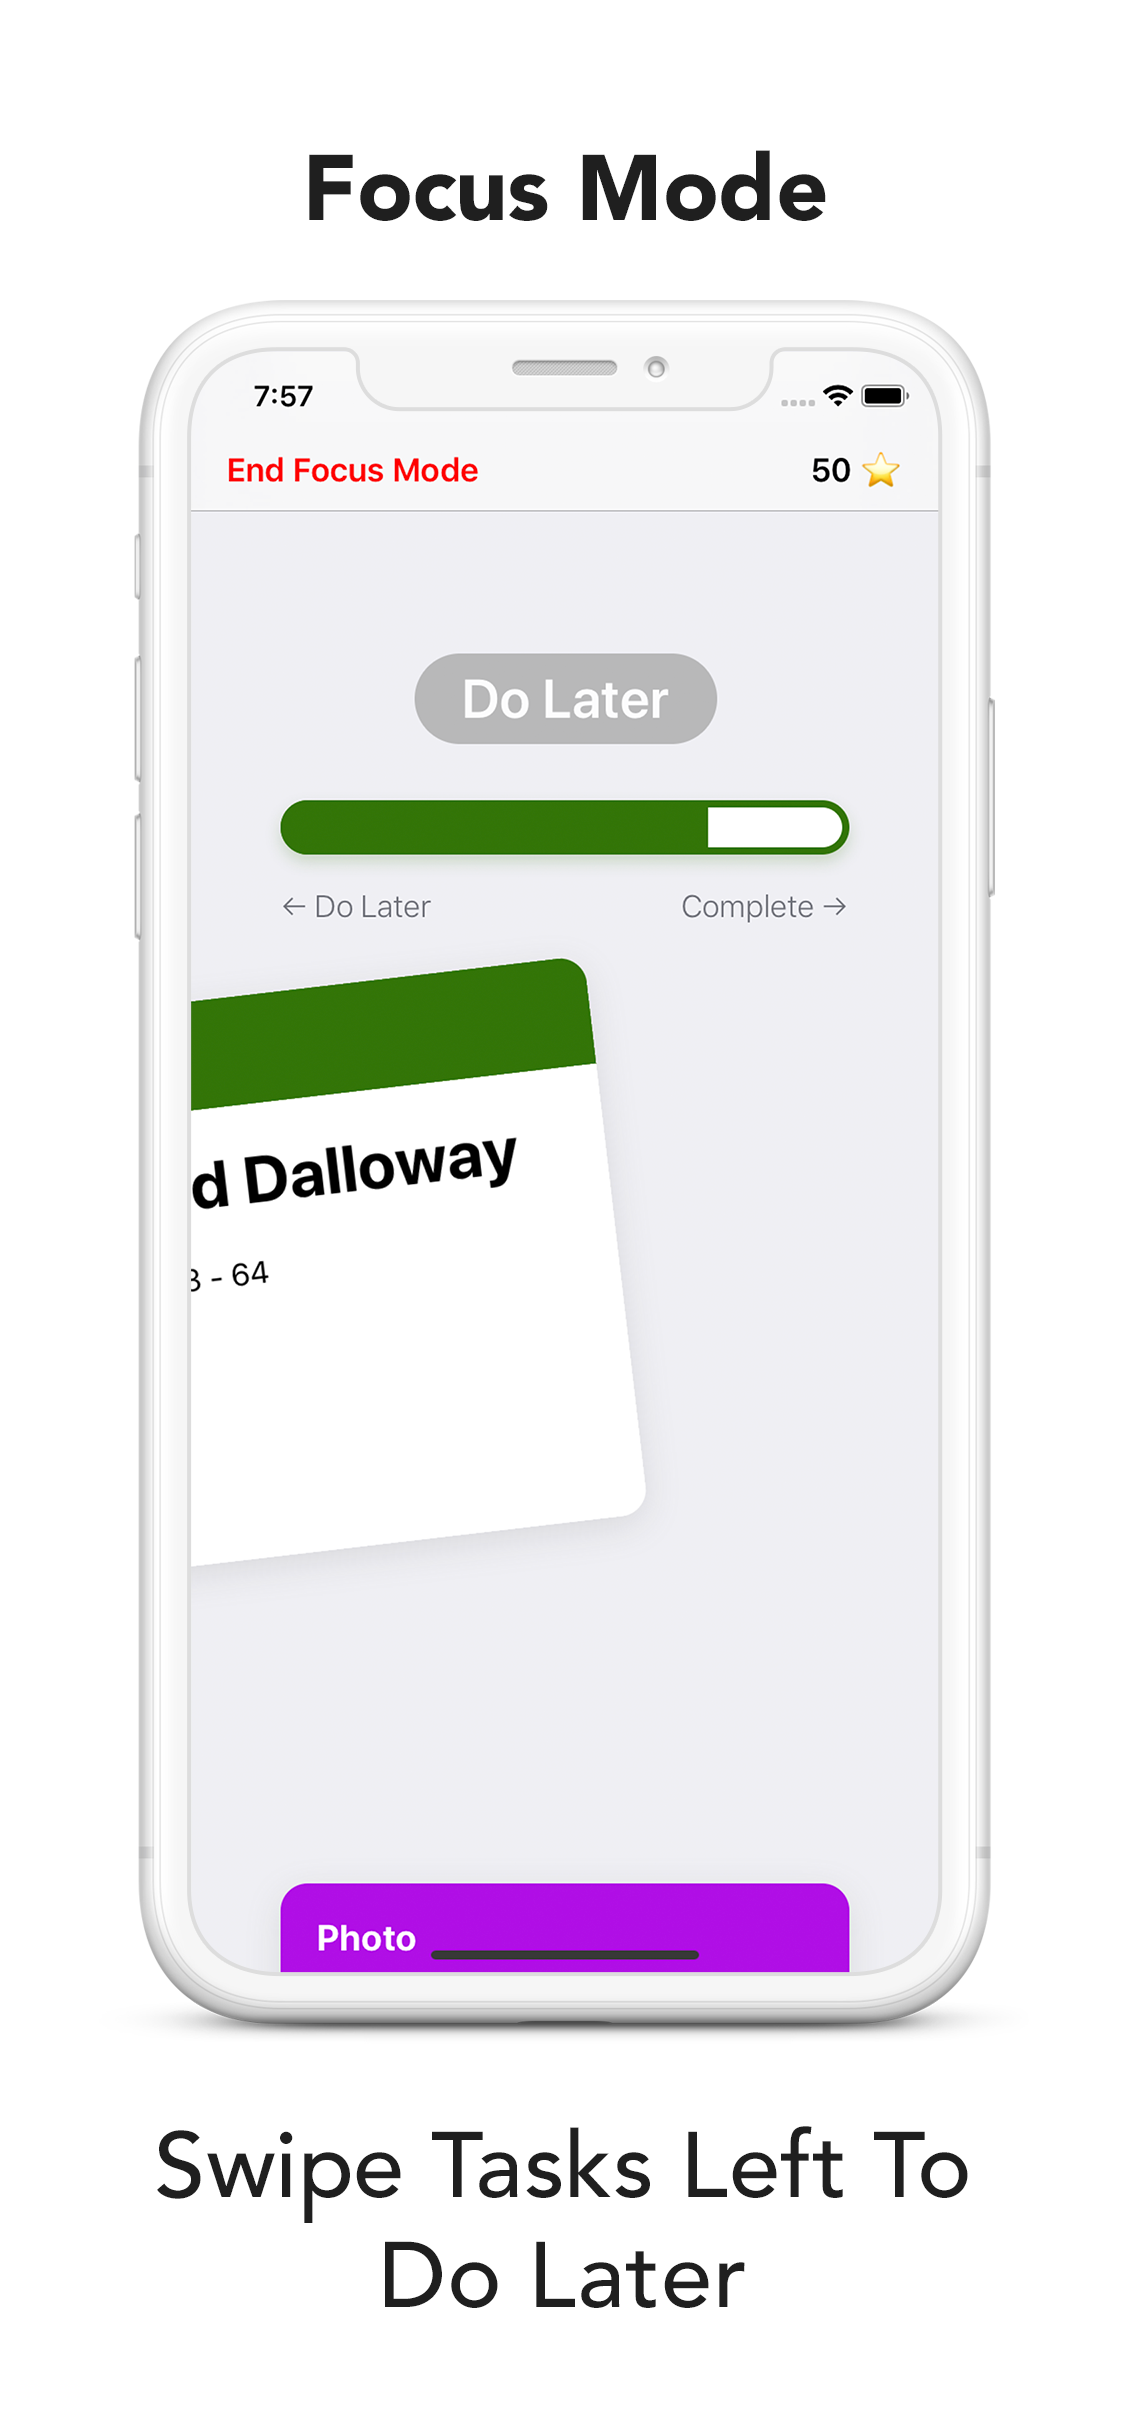 Focus Mode
7:57
End Focus Mode 50
Do Later
← Do Later Complete →
d Dalloway
- 64
Photo
Swipe Tasks Left To
Do Later